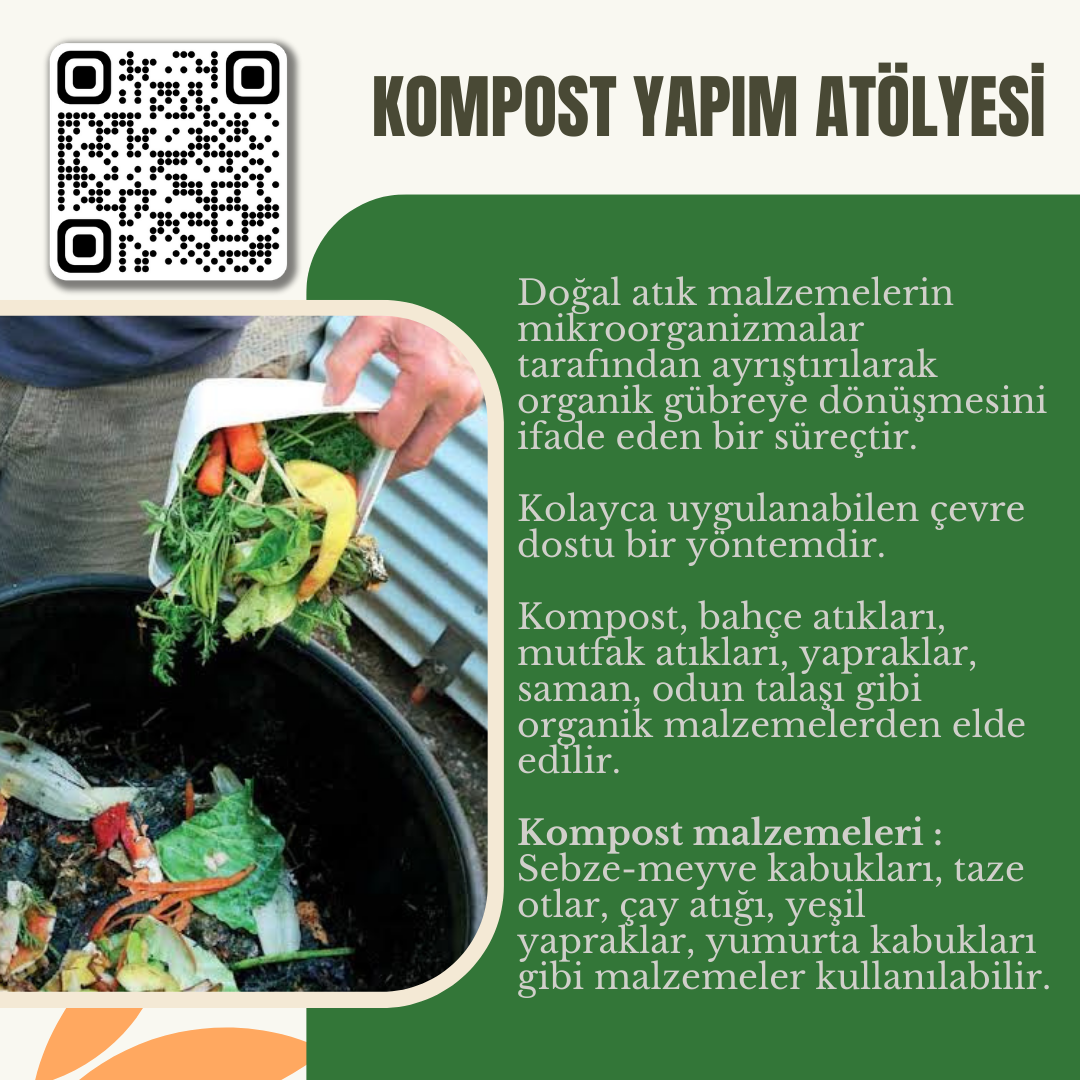 KOMPOST YAPIM ATÖLYESİ
Doğal atık malzemelerin
mikroorganizmalar
tarafından ayrıştırılarak
organik gübreye dönüşmesini
ifade eden bir süreçtir.
Kolayca uygulanabilen çevre
dostu bir yöntemdir.
Kompost, bahçe atıkları,
mutfak atıkları, yapraklar,
saman, odun talaşı gibi
organik malzemelerden elde
edilir.
Kompost malzemeleri :
Sebze-meyve kabukları, taze
otlar, çay atığı, yeşil
yapraklar, yumurta kabukları
gibi malzemeler kullanılabilir.